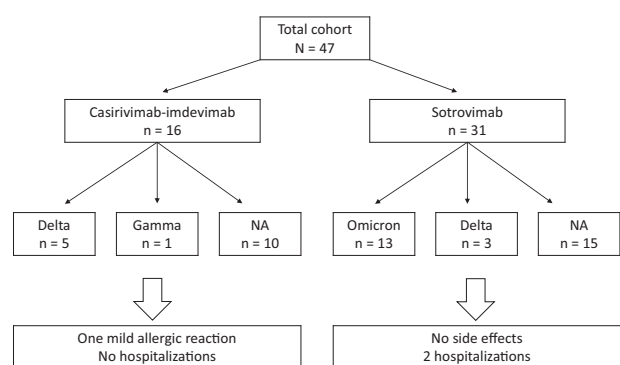 Total cohort
N = 47
Casirivimab-imdevimab
n = 16
Sotrovimab
n = 31
Delta
n = 5
Gamma
n = 1
NA
n = 10
Omicron
n = 13
Delta
n = 3
NA
n = 15
One mild allergic reaction
No hospitalizations
No side effects
2 hospitalizations